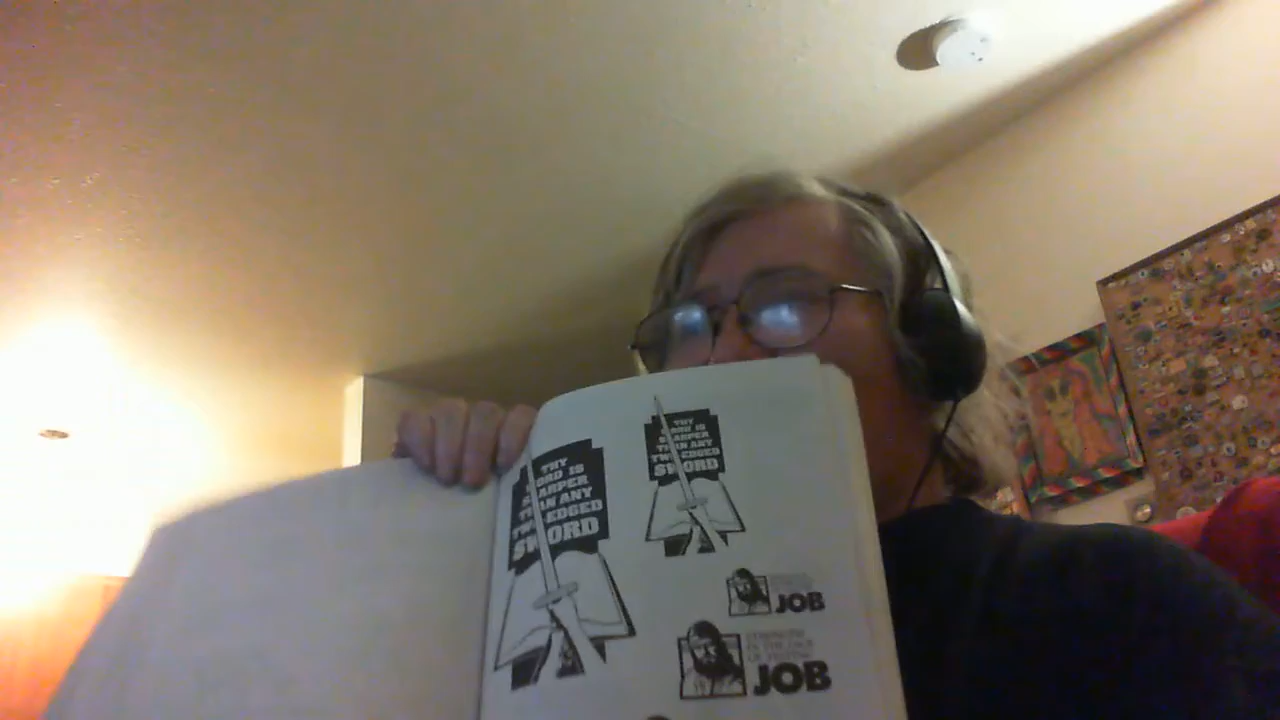 THY
WORD IS
SHARPER
THAN ANY
TWO EDGED
SWORD
THY
WORD IS
SHARPER
THAN ANY
TWO EDGED
SWORD
JOB
STRENGTH
IN THE FACE
OF
JOB